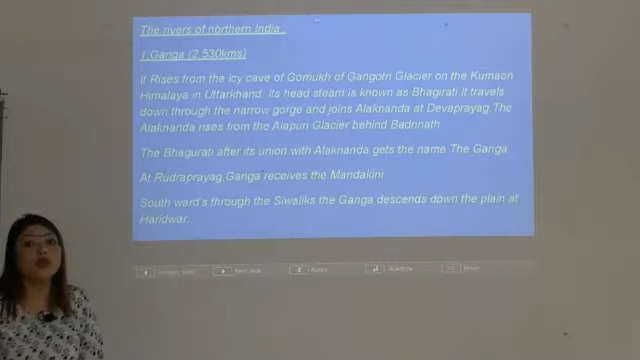 The rivers of northern India :
1.Ganga (2,530kms)
It Rises from the icy cave of Gomukh of Gangotri Glacier on the Kumaon
Himalaya in Uttarkhand. Its head steam is known as Bhagirati It travels
down through the narrow gorge and joins Alaknanda at Devaprayag The
Alaknanda rises from the Alapuri Glacier behind Badrinath
The Bhagurati after its union with Alaknanda gets the name The Ganga
At Rudraprayag,Ganga receives the Mandakini
South ward's through the Siwaliks the Ganga descends down the plain at
Haridwar..
Next Slide